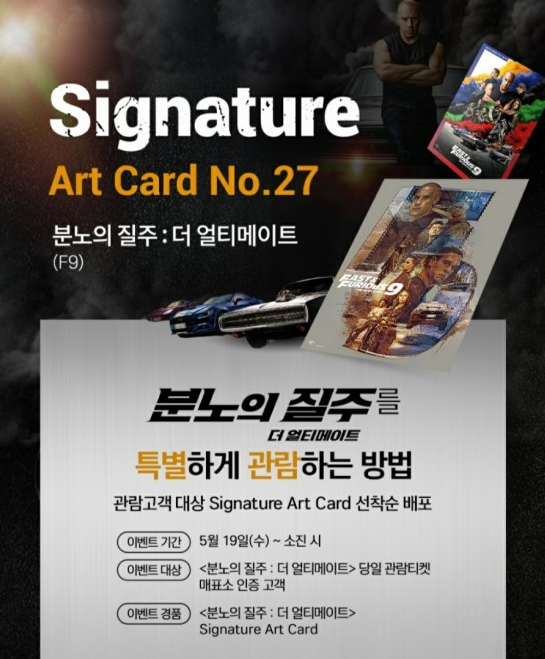 Signature
Art Card No.27
분노의 질주 : 더 얼티메이트
(F9)
FAST &
FURIOUS 9
FAST &
FURIOUS 9
분노의 질주를
더 얼티메이트
특별하게 관람하는 방법
관람고객 대상 Signature Art Card 선착순 배포
이벤트 기간 5월 19일(수) ~ 소진 시
이벤트 대상 <분노의 질주 : 더 얼티메이트> 당일 관람티켓
매표소 인증 고객
이벤트 경품 <분노의 질주 : 더 얼티메이트>
Signature Art Card